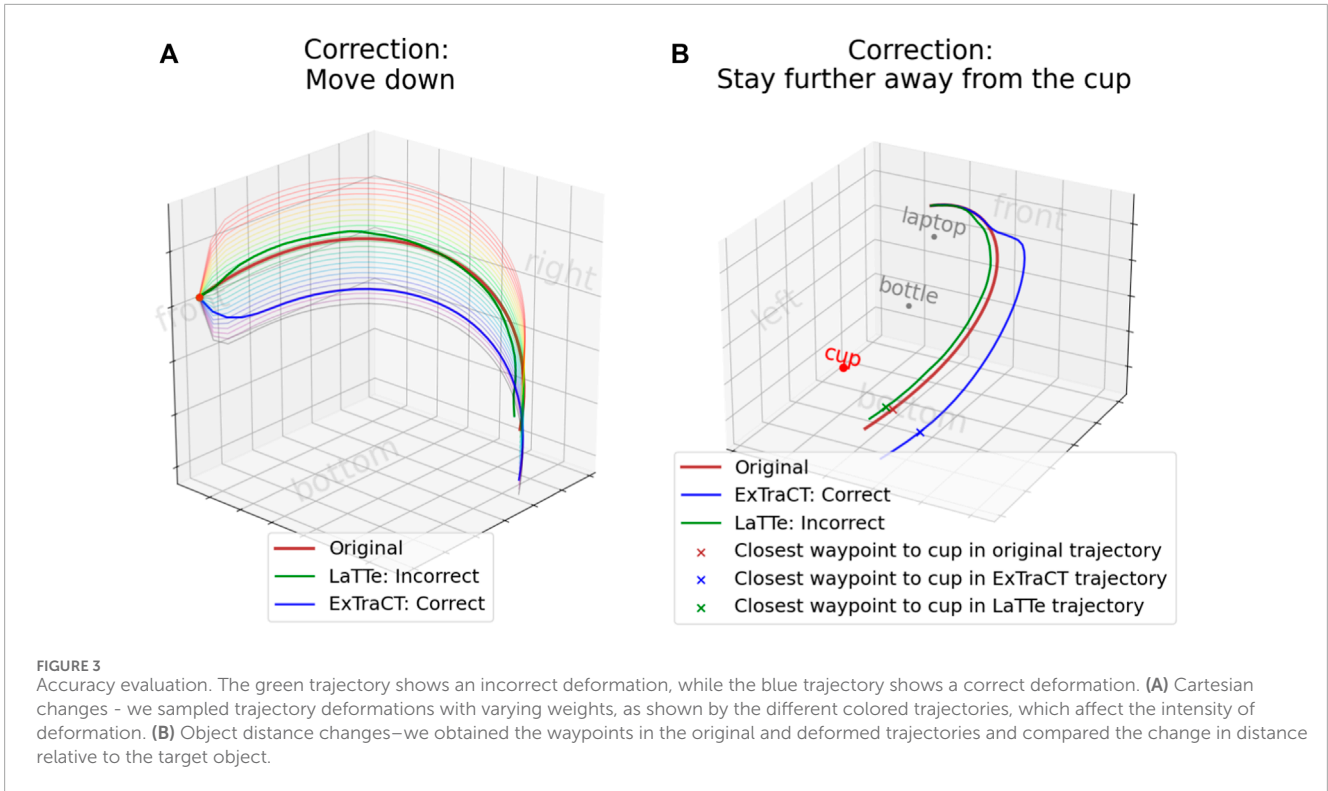 A
Correction:
Move down
front
right
bottom
Original
LaTTe: Incorrect
ExTraCT: Correct
B
Correction:
Stay further away from the cup
front
laptop
left
bottle
cup
bottom
Original
ExTraCT: Correct
LaTTe: Incorrect
Closest waypoint to cup in original trajectory
Closest waypoint to cup in ExTraCT trajectory
Closest waypoint to cup in LaTTe trajectory
FIGURE 3
Accuracy evaluation. The green trajectory shows an incorrect deformation, while the blue trajectory shows a correct deformation. (A) Cartesian
changes - we sampled trajectory deformations with varying weights, as shown by the different colored trajectories, which affect the intensity of
deformation. (B) Object distance changes–we obtained the waypoints in the original and deformed trajectories and compared the change in distance
relative to the target object.